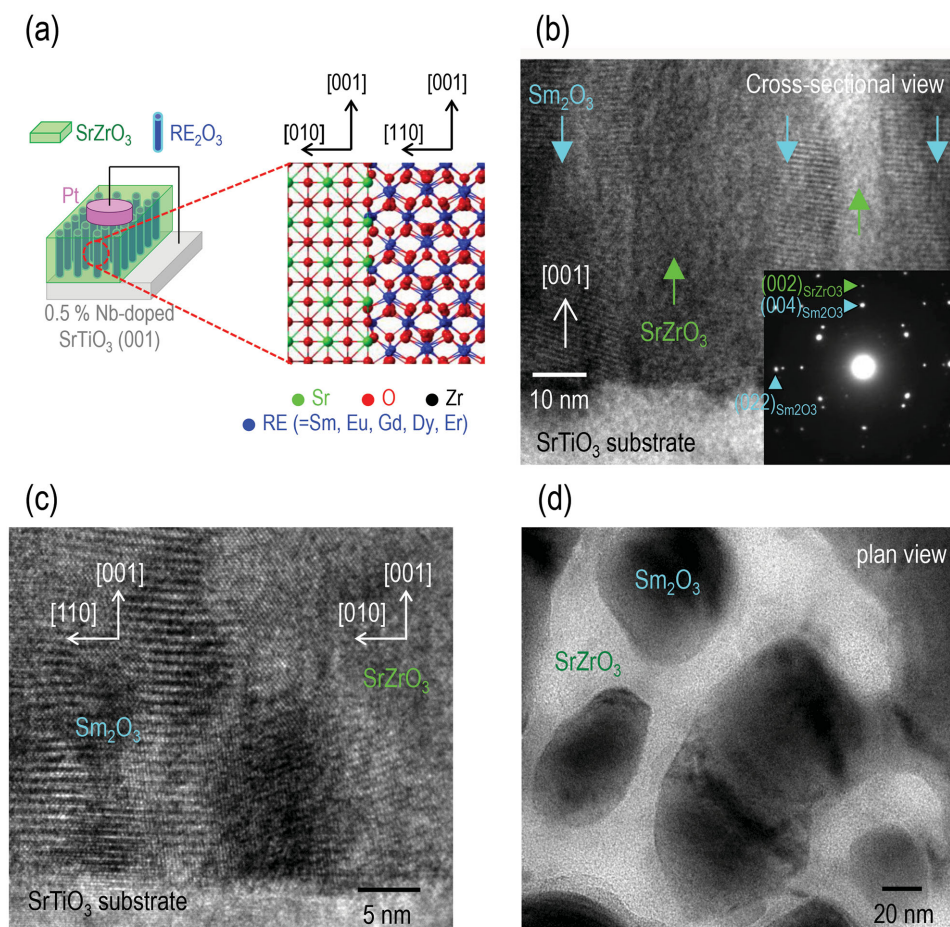 (a)
[001]
[001]
[010]
[110]
SrZrO₃
RE₂O₃
Pt
0.5 % Nb-doped
SrTiO₃ (001)
Sr
O
Zr
RE (=Sm, Eu, Gd, Dy, Er)
(b)
Sm₂O₃
Cross-sectional view
[001]
SrZrO₃
10 nm
SrTiO₃ substrate
(002)SrZrO3
(004)Sm2O3
(022)Sm2O3
(c)
[001]
[110]
[001]
[010]
SrZrO₃
Sm₂O₃
SrTiO₃ substrate
5 nm
(d)
plan view
Sm₂O₃
SrZrO₃
20 nm